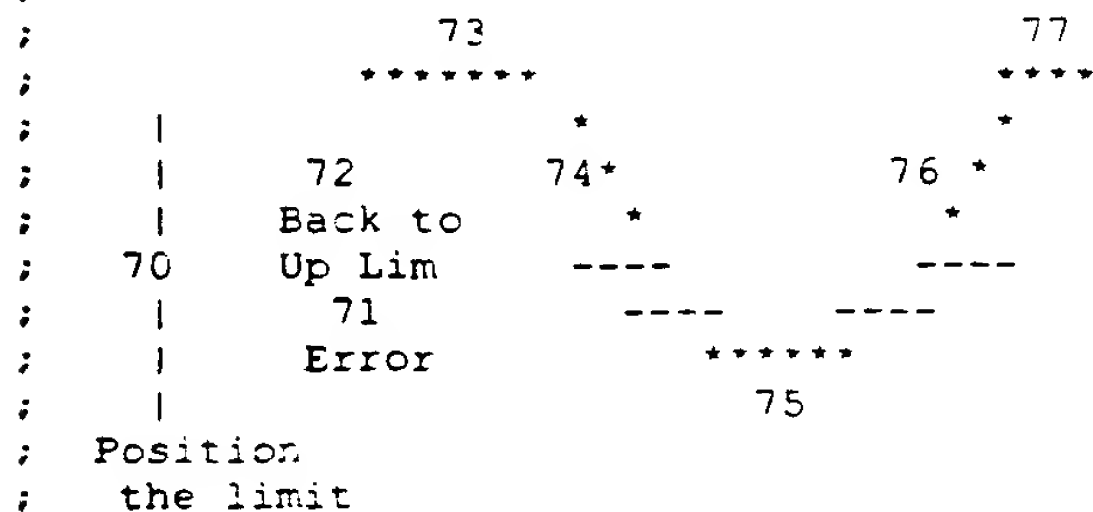 ;                 73                      77
;              *******                   ****
;     |                 *                *
;     |      72        74*           76 *
;     |     Back to       *            *
;    70     Up Lim      ----          ----
;     |       71          ----    ----
;     |      Error           ******
;     |                        75
;   Position
;    the limit